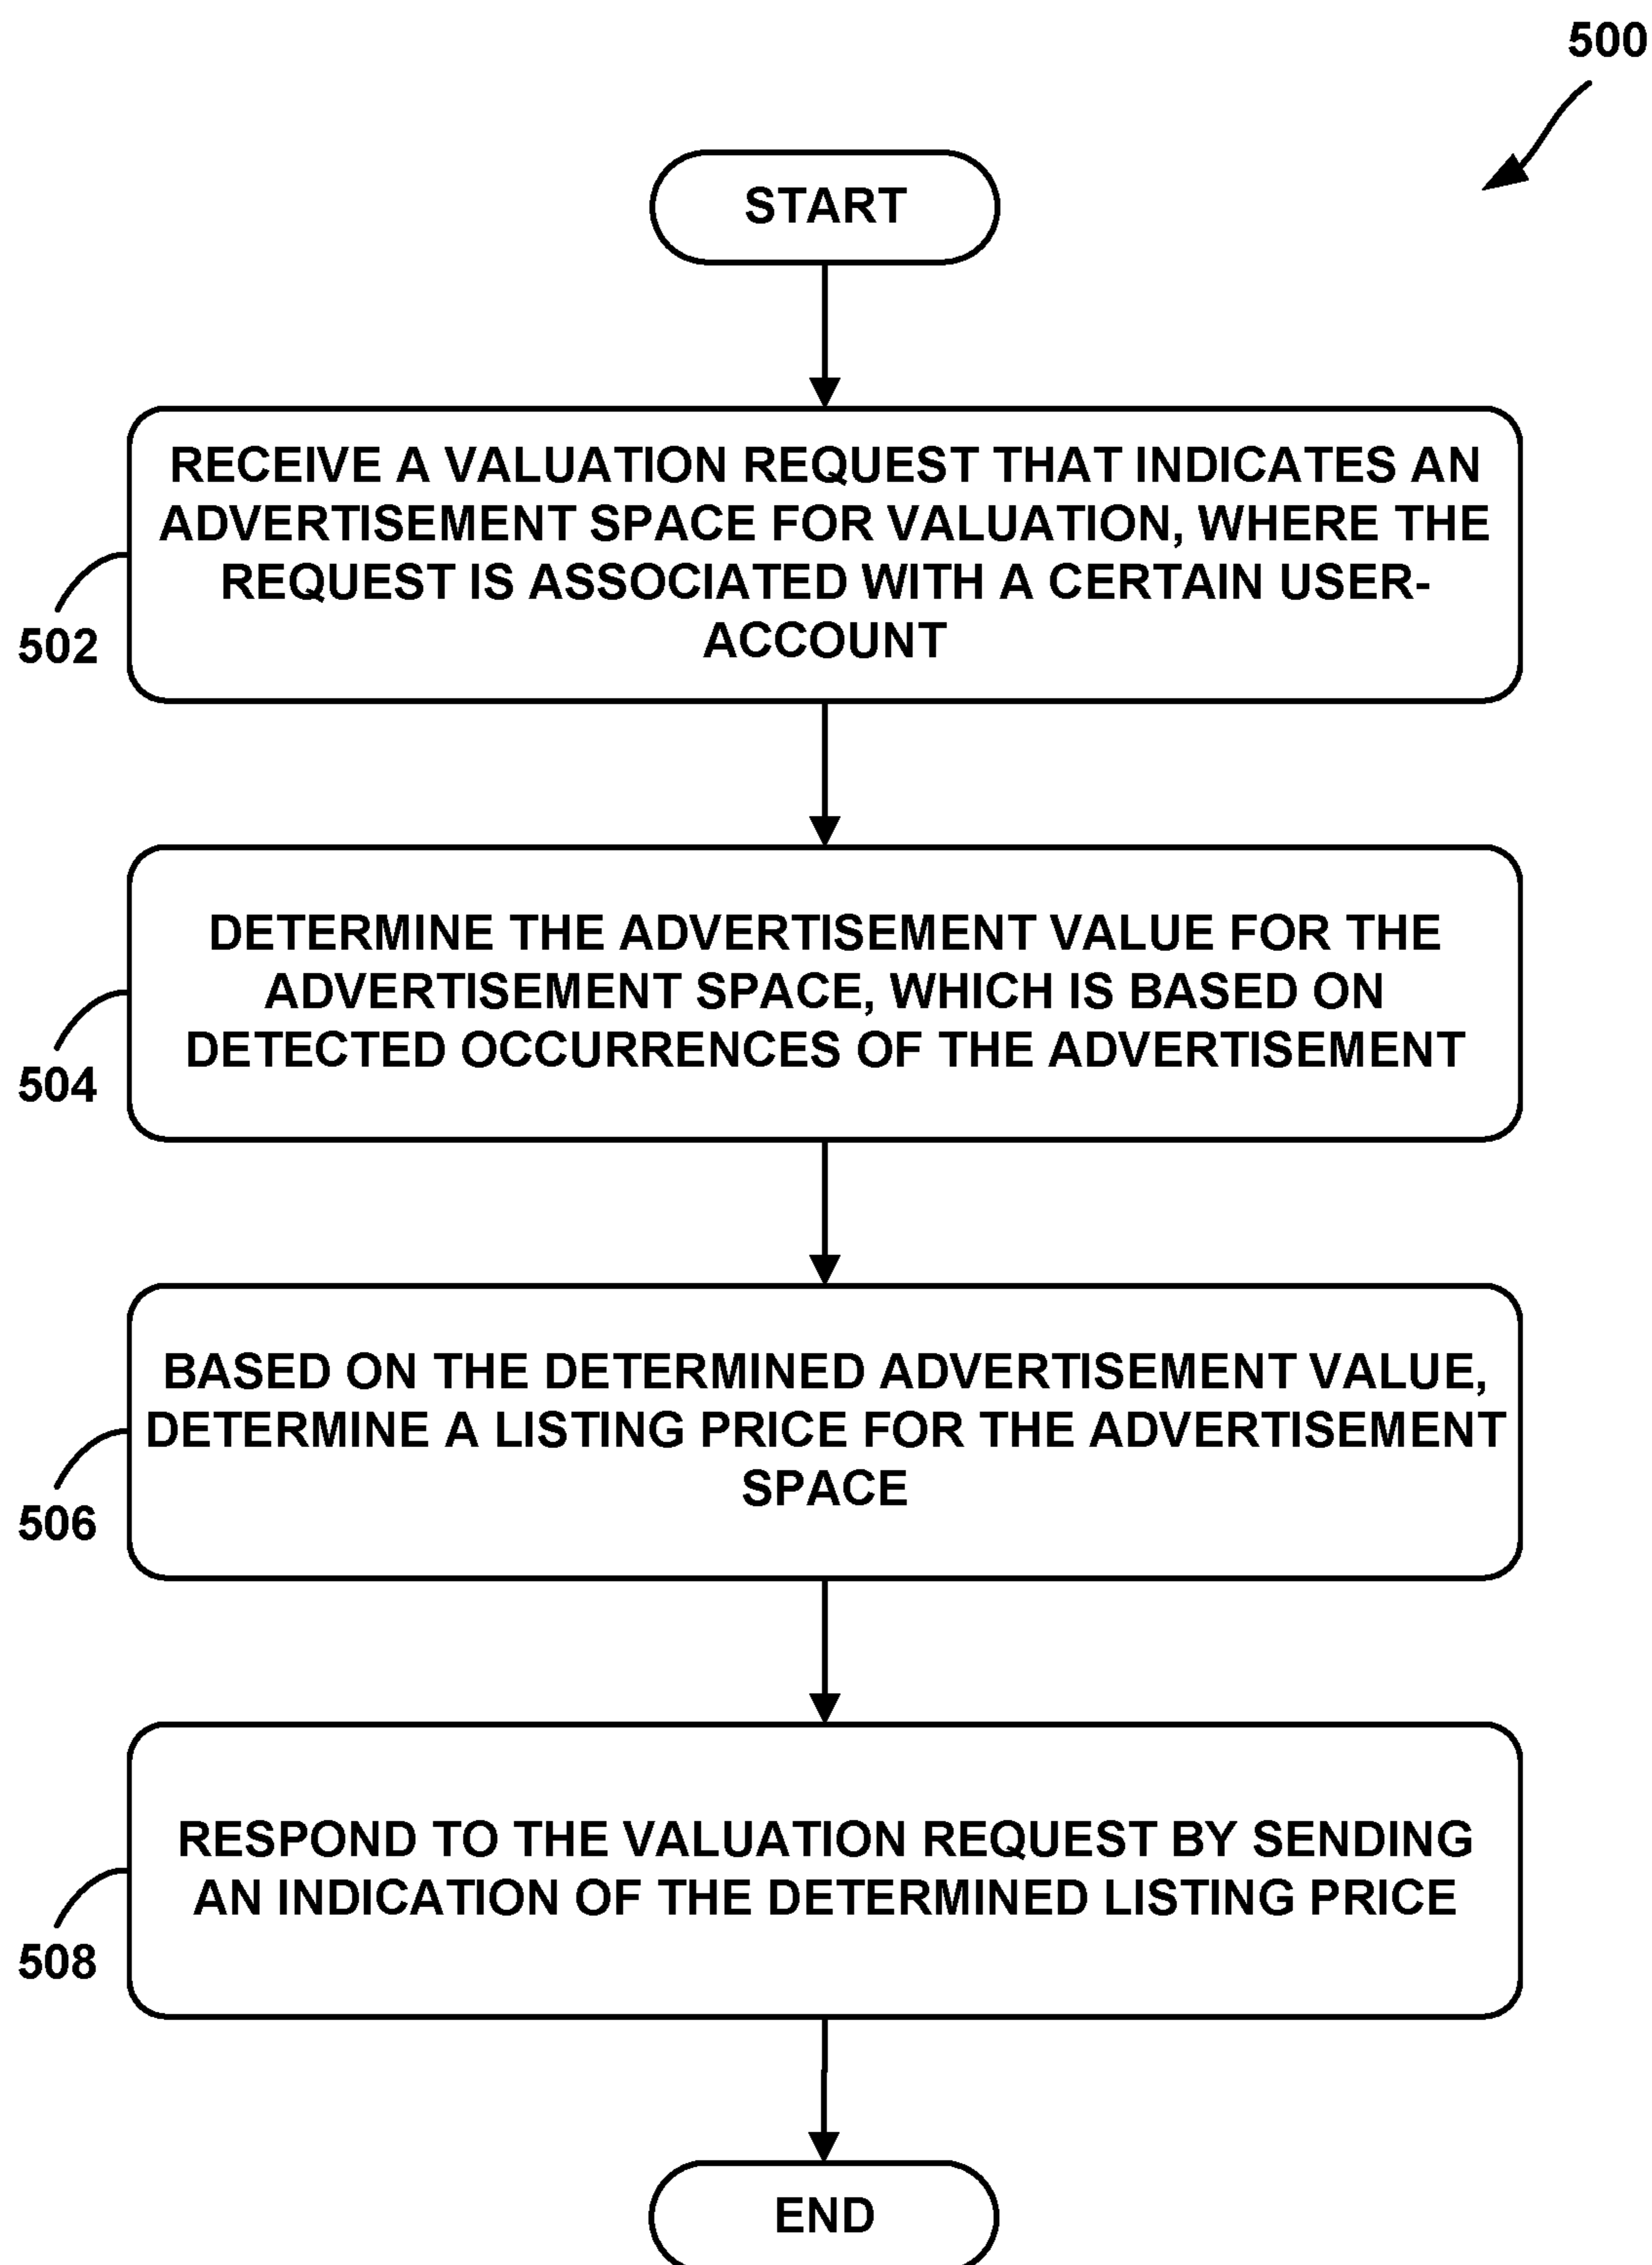 500
START
RECEIVE A VALUATION REQUEST THAT INDICATES AN
ADVERTISEMENT SPACE FOR VALUATION, WHERE THE
REQUEST IS ASSOCIATED WITH A CERTAIN USER-
ACCOUNT
502
DETERMINE THE ADVERTISEMENT VALUE FOR THE
ADVERTISEMENT SPACE, WHICH IS BASED ON
DETECTED OCCURRENCES OF THE ADVERTISEMENT
504
BASED ON THE DETERMINED ADVERTISEMENT VALUE,
DETERMINE A LISTING PRICE FOR THE ADVERTISEMENT
SPACE
506
RESPOND TO THE VALUATION REQUEST BY SENDING
AN INDICATION OF THE DETERMINED LISTING PRICE
508
END